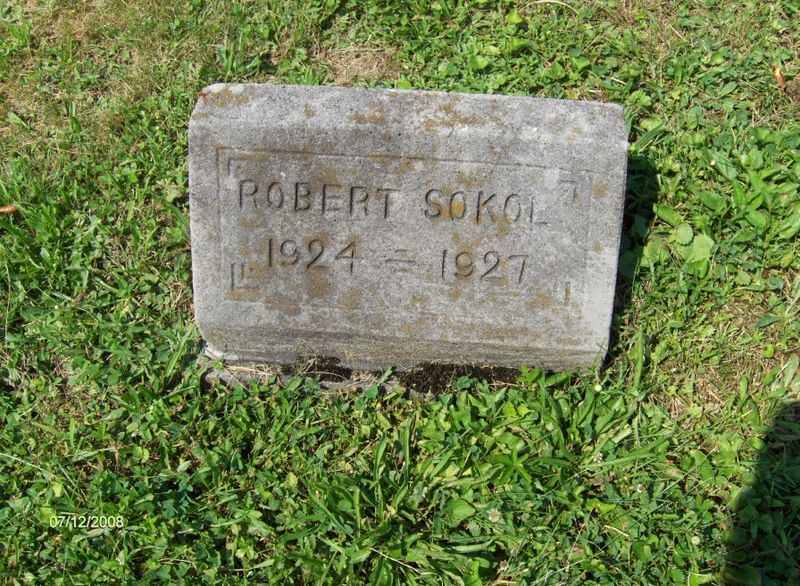 ROBERT SOKOL
1924 = 1927
07/12/2008